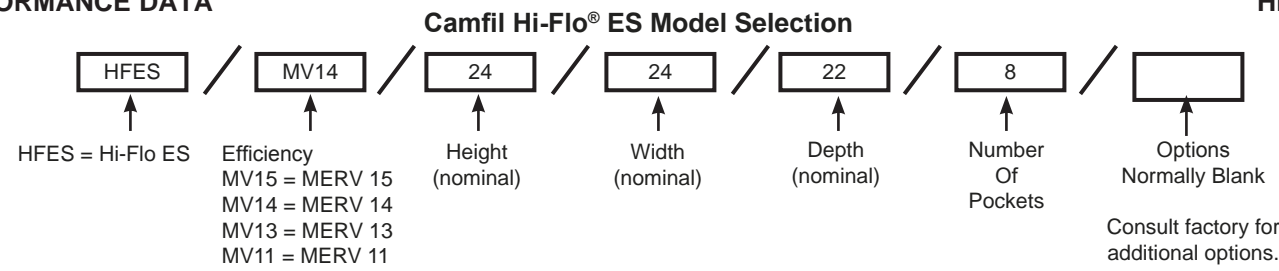 ORMANCE DATA
Camfil Hi-Flo® ES Model Selection
HFES / MV14 / 24 / 24 / 22 / 8 /
HFES = Hi-Flo ES
Efficiency
MV15 = MERV 15
MV14 = MERV 14
MV13 = MERV 13
MV11 = MERV 11
Height
(nominal)
Width
(nominal)
Depth
(nominal)
Number
Of
Pockets
Options
Normally Blank
Consult factory for
additional options.